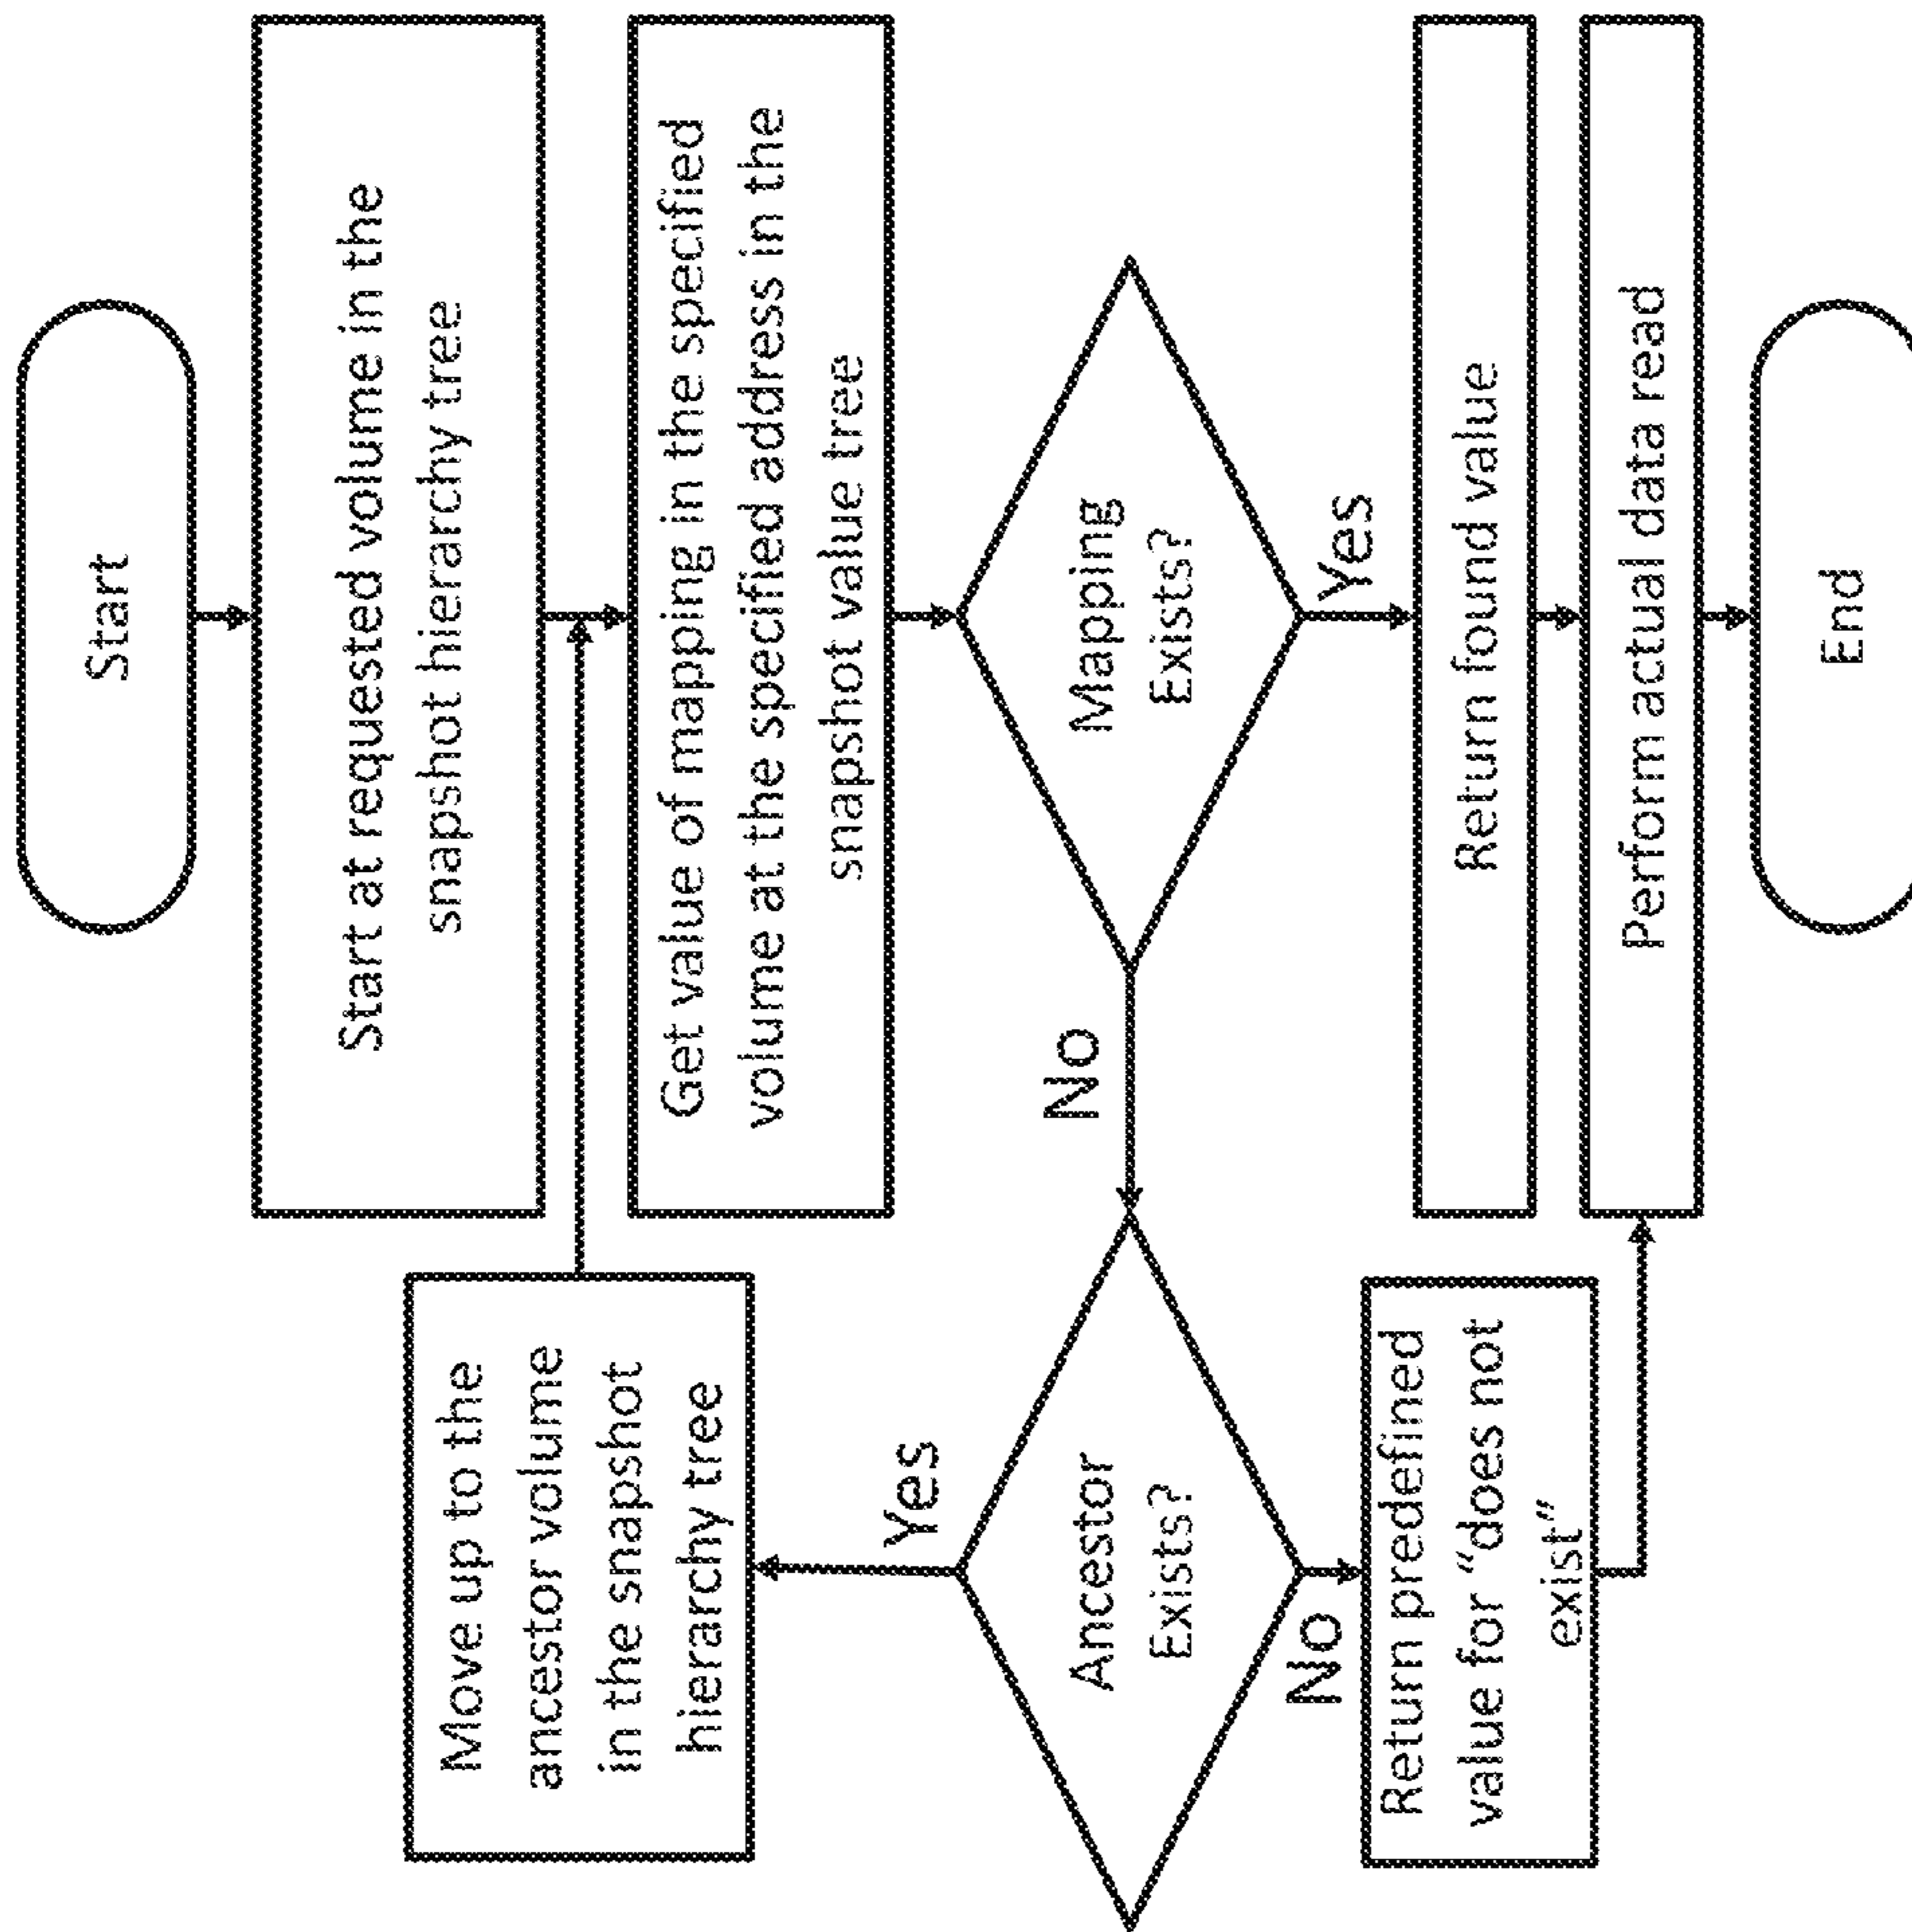 Start
Start at requested volume in the
snapshot hierarchy tree
Get value of mapping in the specified
volume at the specified address in the
snapshot value tree
Mapping
Exists?
Yes
No
Return found value
Perform actual data read
End
Move up to the
ancestor volume
in the snapshot
hierarchy tree
Yes
Ancestor
Exists?
No
Return predefined
value for “does not
exist”